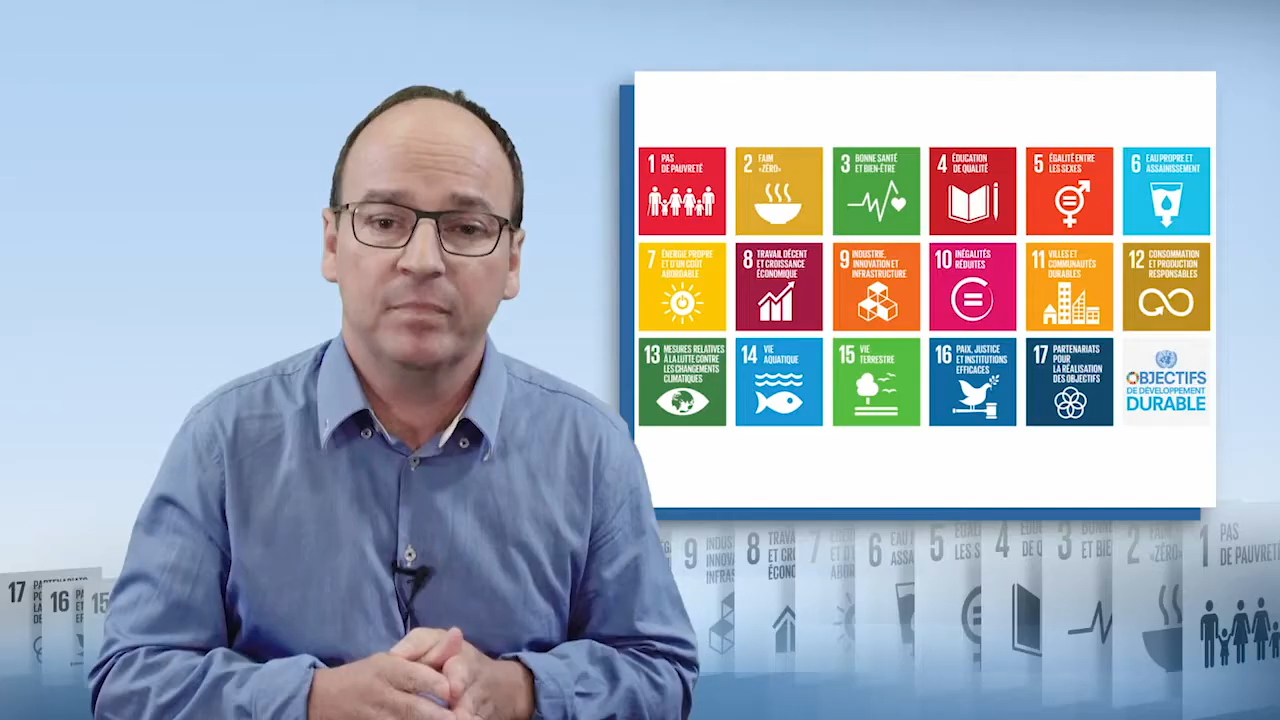 1 PAS
DE PAUVRETÉ
2 FAIM
«ZÉRO»
3 BONNE SANTÉ
ET BIEN-ÊTRE
4 ÉDUCATION
DE QUALITÉ
5 ÉGALITÉ ENTRE
LES SEXES
6 EAU PROPRE ET
ASSAINISSEMENT
7 ÉNERGIE PROPRE
ET D'UN COÛT
ABORDABLE
8 TRAVAIL DÉCENT
ET CROISSANCE
ÉCONOMIQUE
9 INDUSTRIE,
INNOVATION ET
INFRASTRUCTURE
10 INÉGALITÉS
RÉDUITES
11 VILLES ET
COMMUNAUTÉS
DURABLES
12 CONSOMMATION
ET PRODUCTION
RESPONSABLES
13 MESURES RELATIVES
À LA LUTTE CONTRE
LES CHANGEMENTS
CLIMATIQUES
14 VIE
AQUATIQUE
15 VIE
TERRESTRE
16 PAIX, JUSTICE
ET INSTITUTIONS
EFFICACES
17 PARTENARIATS
POUR
LA RÉALISATION
DES OBJECTIFS
OBJECTIFS
DE DÉVELOPPEMENT
DURABLE
17 PARTENARIATS
16
15
9 INDUS
INNOVA
INFRAS
8 TRAVA
ET CRO
ÉCONO
7 ÉNER
ABOR
6 EAU
ASSA
5 ÉGALI
LES S
4 ÉDUC
DE Q
3 BONNE
ET BIE
2 FAIM
«ZÉRO»
1 PAS
DE PAUVRETÉ